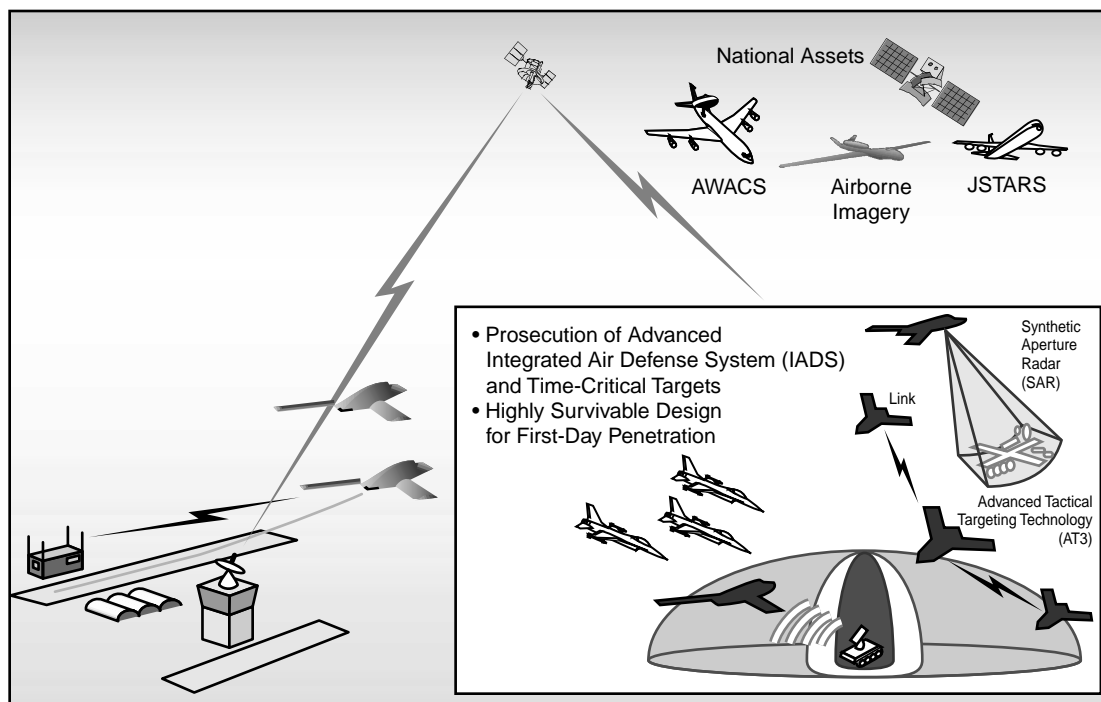 National Assets
AWACS
Airborne
Imagery
JSTARS
• Prosecution of Advanced
Integrated Air Defense System (IADS)
and Time-Critical Targets
• Highly Survivable Design
for First-Day Penetration
Synthetic
Aperture
Radar
(SAR)
Link
Advanced Tactical
Targeting Technology
(AT3)